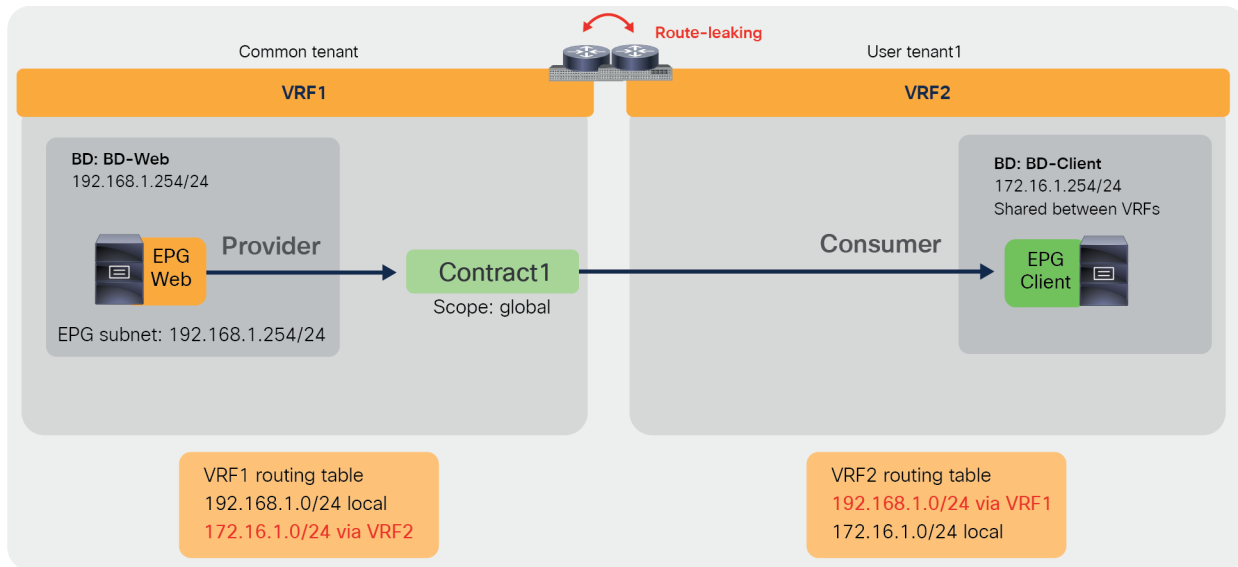 Route-leaking
Common tenant
User tenant1
VRF1
VRF2
BD: BD-Web
192.168.1.254/24
EPG
Web
Provider
EPG subnet: 192.168.1.254/24
Contract1
Scope: global
Consumer
BD: BD-Client
172.16.1.254/24
Shared between VRFs
EPG
Client
VRF1 routing table
192.168.1.0/24 local
172.16.1.0/24 via VRF2
VRF2 routing table
192.168.1.0/24 via VRF1
172.16.1.0/24 local